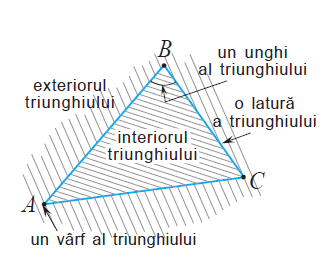 B
un unghi
al triunghiului
exteriorul
triunghiului
o latură
a triunghiului
interiorul
triunghiului
C
A
un vârf al triunghiului